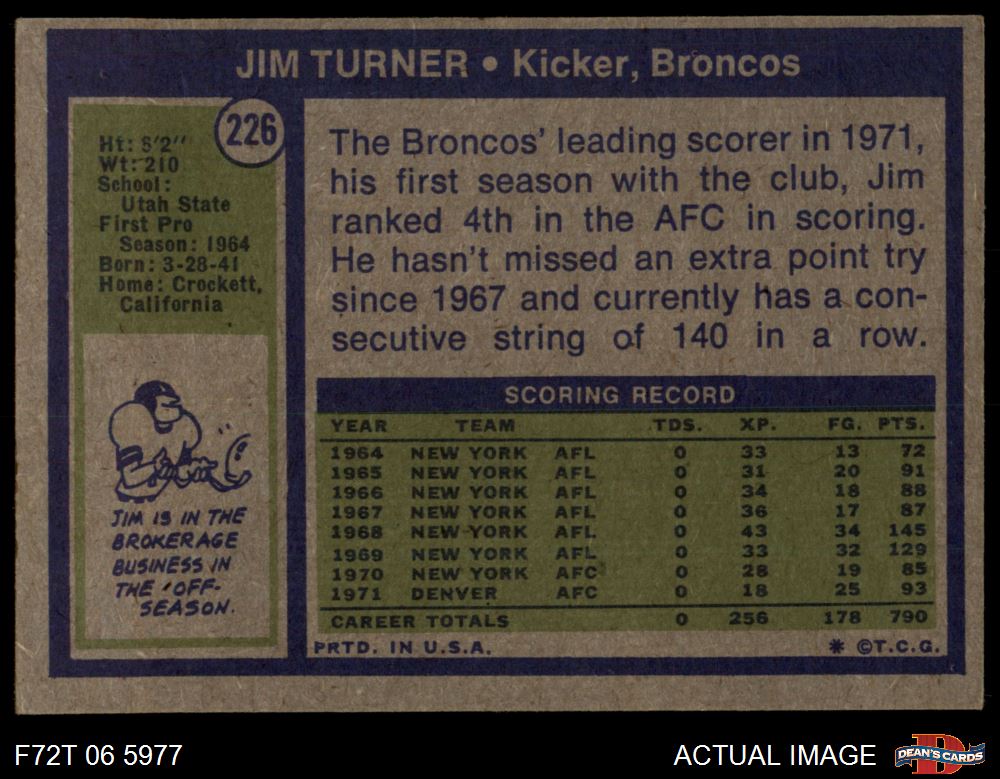 JIM TURNER • Kicker, Broncos
226
Ht: 6'2"
Wt: 210
School:
Utah State
First Pro
Season: 1964
Born: 3-28-41
Home: Crockett,
California
JIM IS IN THE
BROKERAGE
BUSINESS IN
THE 'OFF-
SEASON.
The Broncos' leading scorer in 1971,
his first season with the club, Jim
ranked 4th in the AFC in scoring.
He hasn't missed an extra point try
since 1967 and currently has a con-
secutive string of 140 in a row.
SCORING RECORD
YEAR TEAM TDS. XP. FG. PTS.
1964 NEW YORK AFL 0 33 13 72
1965 NEW YORK AFL 0 31 20 91
1966 NEW YORK AFL 0 34 18 88
1967 NEW YORK AFL 0 36 17 87
1968 NEW YORK AFL 0 43 34 145
1969 NEW YORK AFL 0 33 32 129
1970 NEW YORK AFC 0 28 19 85
1971 DENVER AFC 0 18 25 93
CAREER TOTALS 0 256 178 790
PRTD. IN U.S.A. * ©T.C.G.
F72T 06 5977 ACTUAL IMAGE DEAN'S CARDS